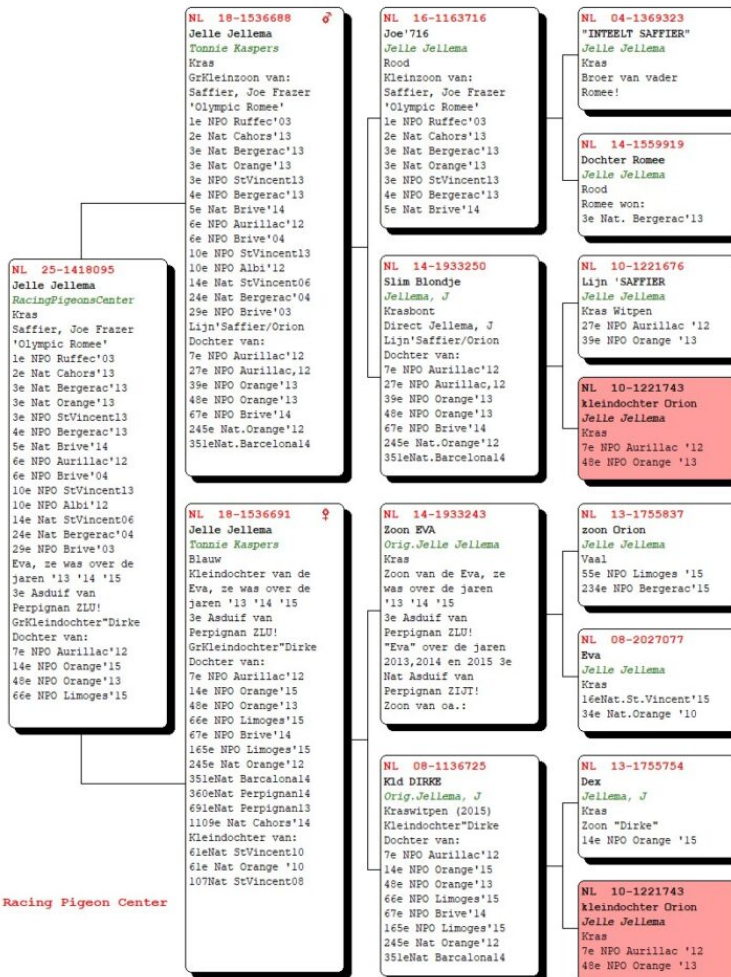 NL 25-1418095
Jelle Jellema
RacingPigeonsCenter
Kras
Saffier, Joe Frazer
'Olympic Romee'
1e NPO Ruffec'03
2e Nat Cahors'13
3e Nat Bergerac'13
3e Nat Orange'13
3e NPO StVincent13
4e NPO Bergerac'13
5e Nat Brive'14
6e NPO Aurillac'12
6e NPO Brive'04
10e NPO StVincent13
10e NPO Albi'12
14e Nat StVincent06
24e Nat Bergerac'04
29e NPO Brive'03
Eva, ze was over de
jaren '13 '14 '15
3e Asduif van
Perpignan ZLU!
GrKleindochter"Dirke
Dochter van:
7e NPO Aurillac'12
14e NPO Orange'15
48e NPO Orange'13
66e NPO Limoges'15
NL 18-1536688 ♂
Jelle Jellema
Tonnie Kaspers
Kras
GrKleinzoon van:
Saffier, Joe Frazer
'Olympic Romee'
1e NPO Ruffec'03
2e Nat Cahors'13
3e Nat Bergerac'13
3e Nat Orange'13
3e NPO StVincent13
4e NPO Bergerac'13
5e Nat Brive'14
6e NPO Aurillac'12
6e NPO Brive'04
10e NPO StVincent13
10e NPO Albi'12
14e Nat StVincent06
24e Nat Bergerac'04
29e NPO Brive'03
Lijn'Saffier/Orion
Dochter van:
7e NPO Aurillac'12
27e NPO Aurillac,12
39e NPO Orange'13
48e NPO Orange'13
67e NPO Brive'14
245e Nat.Orange'12
351eNat.Barcelona14
NL 18-1536691 ♀
Jelle Jellema
Tonnie Kaspers
Blauw
Kleindochter van de
Eva, ze was over de
jaren '13 '14 '15
3e Asduif van
Perpignan ZLU!
GrKleindochter"Dirke
Dochter van:
7e NPO Aurillac'12
14e NPO Orange'15
48e NPO Orange'13
66e NPO Limoges'15
67e NPO Brive'14
165e NPO Limoges'15
245e Nat Orange'12
351eNat Barcalona14
360eNat Perpignan14
691eNat Perpignan13
1109e Nat Cahors'14
Kleindochter van:
61eNat StVincent10
61e Nat Orange '10
107Nat StVincent08
NL 16-1163716
Joe'716
Jelle Jellema
Rood
Kleinzoon van:
Saffier, Joe Frazer
'Olympic Romee'
1e NPO Ruffec'03
2e Nat Cahors'13
3e Nat Bergerac'13
3e Nat Orange'13
3e NPO StVincent13
4e NPO Bergerac'13
5e Nat Brive'14
NL 14-1933250
Slim Blondje
Jellema, J
Krasbont
Direct Jellema, J
Lijn'Saffier/Orion
Dochter van:
7e NPO Aurillac'12
27e NPO Aurillac,12
39e NPO Orange'13
48e NPO Orange'13
67e NPO Brive'14
245e Nat.Orange'12
351eNat.Barcelona14
NL 14-1933243
Zoon EVA
Orig.Jelle Jellema
Kras
Zoon van de Eva, ze
was over de jaren
'13 '14 '15
3e Asduif van
Perpignan ZLU!
"Eva" over de jaren
2013,2014 en 2015 3e
Nat Asduif van
Perpignan ZIJT!
Zoon van oa.:
NL 08-1136725
Kld DIRKE
Orig.Jellema, J
Kraswitpen (2015)
Kleindochter"Dirke
Dochter van:
7e NPO Aurillac'12
14e NPO Orange'15
48e NPO Orange'13
66e NPO Limoges'15
67e NPO Brive'14
165e NPO Limoges'15
245e Nat Orange'12
351eNat Barcalona14
NL 04-1369323
"INTEELT SAFFIER"
Jelle Jellema
Kras
Broer van vader
Romee!
NL 14-1559919
Dochter Romee
Jelle Jellema
Rood
Romee won:
3e Nat. Bergerac'13
NL 10-1221676
Lijn 'SAFFIER
Jelle Jellema
Kras Witpen
27e NPO Aurillac '12
39e NPO Orange '13
NL 10-1221743
kleindochter Orion
Jelle Jellema
Kras
7e NPO Aurillac '12
48e NPO Orange '13
NL 13-1755837
zoon Orion
Jelle Jellema
Vaal
55e NPO Limoges '15
234e NPO Bergerac'15
NL 08-2027077
Eva
Jelle Jellema
Kras
16eNat.St.Vincent'15
34e Nat.Orange '10
NL 13-1755754
Dex
Jellema, J
Kras
Zoon "Dirke"
14e NPO Orange '15
NL 10-1221743
kleindochter Orion
Jelle Jellema
Kras
7e NPO Aurillac '12
48e NPO Orange '13
Racing Pigeon Center